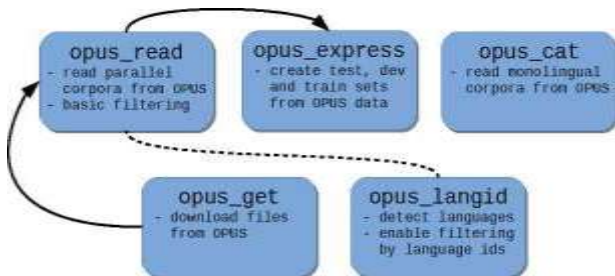 opus_read
- read parallel
corpora from OPUS
- basic filtering
opus_express
- create test, dev
and train sets
from OPUS data
opus_cat
- read monolingual
corpora from OPUS
opus_get
- download files
from OPUS
opus_langid
- detect languages
- enable filtering
by language ids